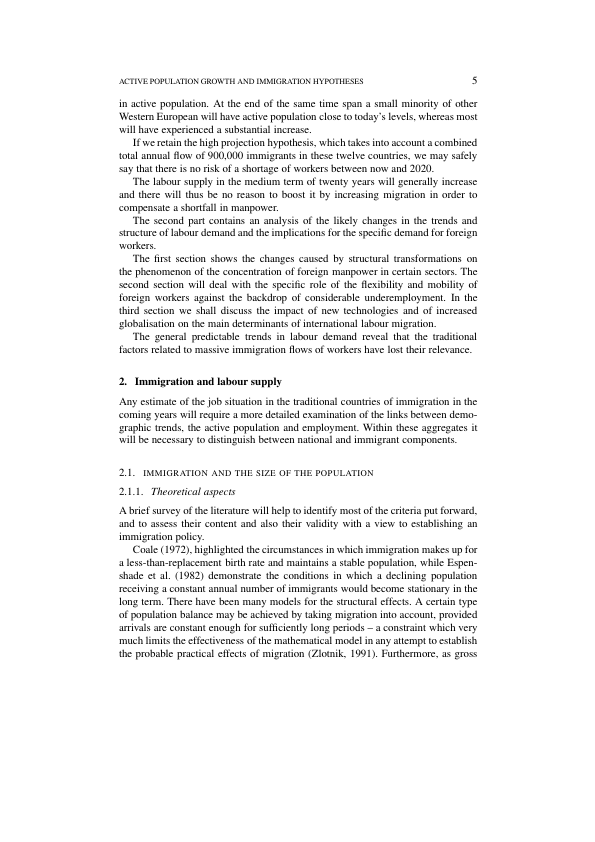 ACTIVE POPULATION GROWTH AND IMMIGRATION HYPOTHESES 5
in active population. At the end of the same time span a small minority of other
Western European will have active population close to today's levels, whereas most
will have experienced a substantial increase.
If we retain the high projection hypothesis, which takes into account a combined
total annual flow of 900,000 immigrants in these twelve countries, we may safely
say that there is no risk of a shortage of workers between now and 2020.
The labour supply in the medium term of twenty years will generally increase
and there will thus be no reason to boost it by increasing migration in order to
compensate a shortfall in manpower.
The second part contains an analysis of the likely changes in the trends and
structure of labour demand and the implications for the specific demand for foreign
workers.
The first section shows the changes caused by structural transformations on
the phenomenon of the concentration of foreign manpower in certain sectors. The
second section will deal with the specific role of the flexibility and mobility of
foreign workers against the backdrop of considerable underemployment. In the
third section we shall discuss the impact of new technologies and of increased
globalisation on the main determinants of international labour migration.
The general predictable trends in labour demand reveal that the traditional
factors related to massive immigration flows of workers have lost their relevance.
2. Immigration and labour supply
Any estimate of the job situation in the traditional countries of immigration in the
coming years will require a more detailed examination of the links between demo-
graphic trends, the active population and employment. Within these aggregates it
will be necessary to distinguish between national and immigrant components.
2.1. IMMIGRATION AND THE SIZE OF THE POPULATION
2.1.1. Theoretical aspects
A brief survey of the literature will help to identify most of the criteria put forward,
and to assess their content and also their validity with a view to establishing an
immigration policy.
Coale (1972), highlighted the circumstances in which immigration makes up for
a less-than-replacement birth rate and maintains a stable population, while Espen-
shade et al. (1982) demonstrate the conditions in which a declining population
receiving a constant annual number of immigrants would become stationary in the
long term. There have been many models for the structural effects. A certain type
of population balance may be achieved by taking migration into account, provided
arrivals are constant enough for sufficiently long periods – a constraint which very
much limits the effectiveness of the mathematical model in any attempt to establish
the probable practical effects of migration (Zlotnik, 1991). Furthermore, as gross